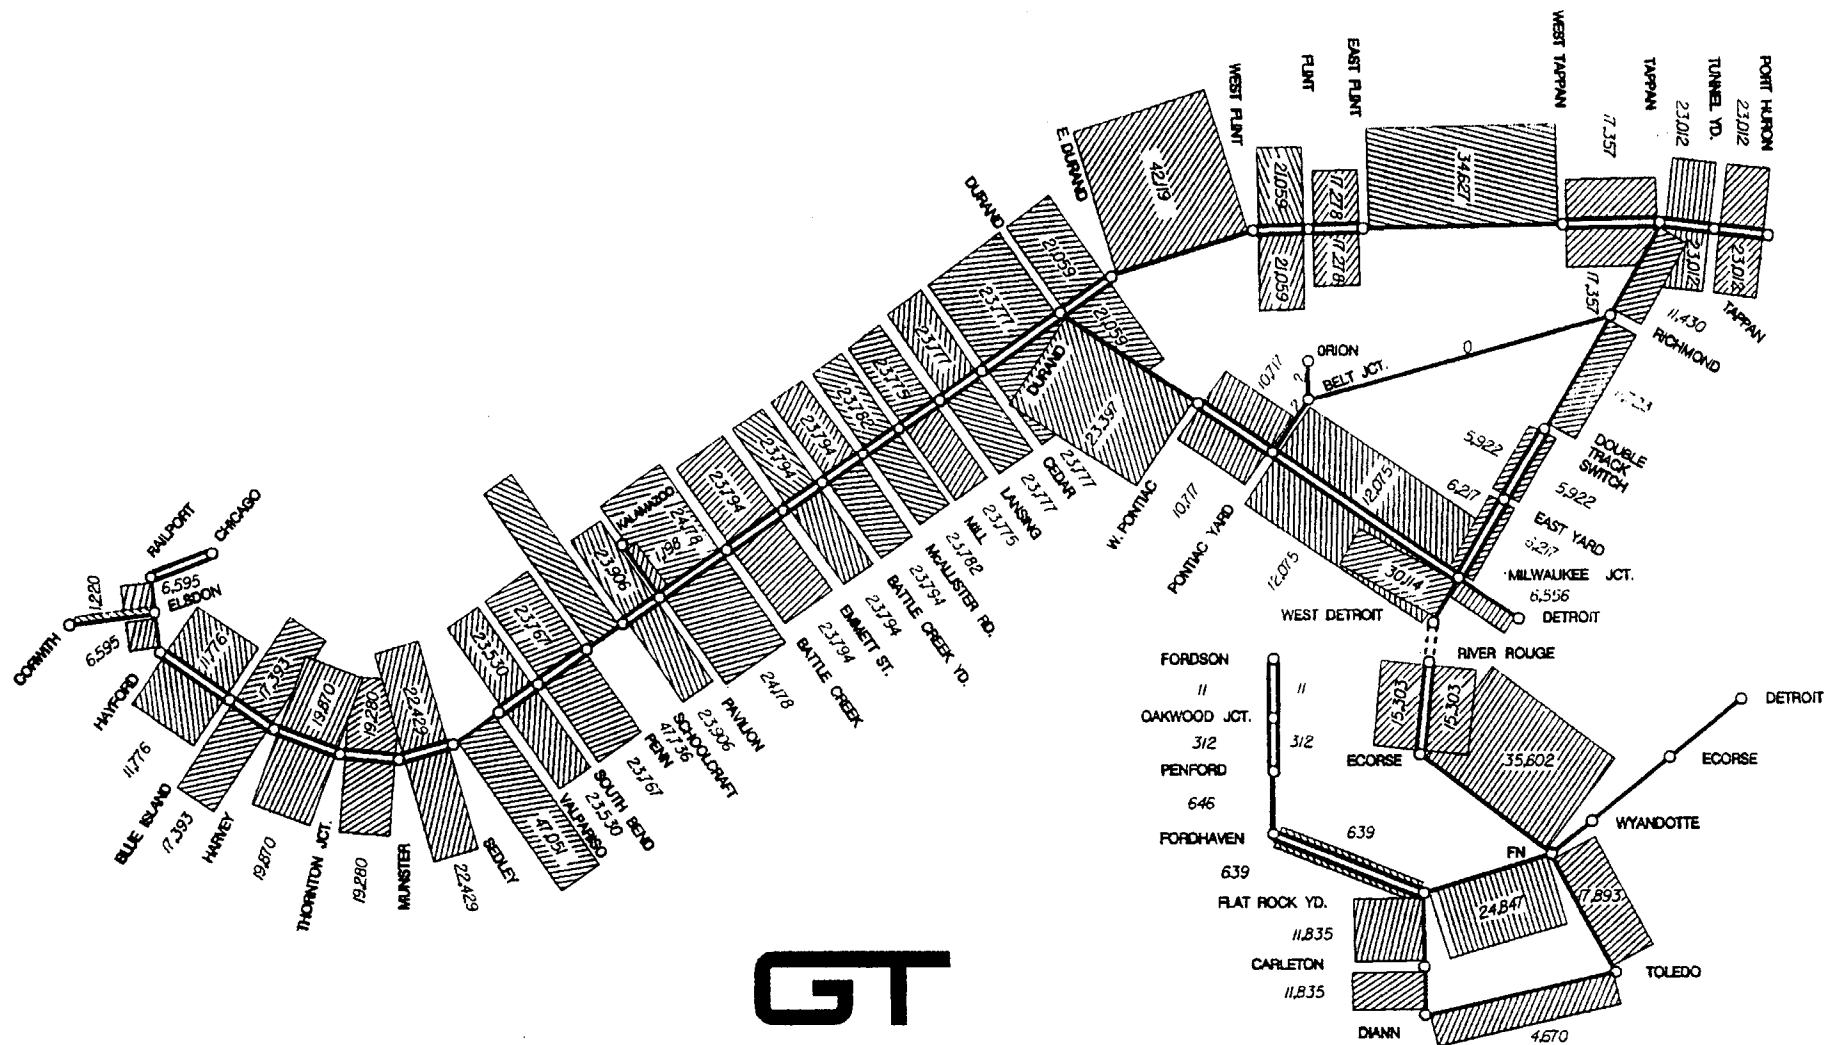 RAILPORT
CHICAGO
6,595
ELSDON
1,220
CORWITH
6,595
HAYFORD
11,776
11,776
BLUE ISLAND
17,393
17,393
HARVEY
19,870
19,870
THORNTON JCT.
19,280
19,280
MUNSTER
22,429
22,429
SEDLEY
47,051
VALPARISO
23,530
23,530
SOUTH BEND
23,767
23,767
PENN
47,736
SCHOOLCRAFT
23,906
23,906
PAVILION
KALAMAZOO
1,198
24,178
24,178
BATTLE CREEK
23,794
23,794
EMMETT ST.
23,794
23,794
BATTLE CREEK YD.
23,794
23,794
McALLISTER RD.
23,782
23,782
MILL
23,775
23,775
LANSING
23,777
23,777
CEDAR
23,777
23,777
DURAND
DURAND
21,059
21,059
E. DURAND
42,119
WEST FLINT
21,059
21,059
FLINT
17,278
17,278
EAST FLINT
34,627
WEST TAPPAN
17,357
17,357
TAPPAN
23,012
23,012
TUNNEL YD.
23,012
23,012
PORT HURON
TAPPAN
11,430
RICHMOND
0
ORION
2
BELT JCT.
2
10,717
23,397
W. PONTIAC
10,717
PONTIAC YARD
12,075
12,075
DOUBLE
TRACK
SWITCH
5,922
5,922
EAST YARD
6,217
6,217
MILWAUKEE JCT.
6,556
DETROIT
30,114
WEST DETROIT
RIVER ROUGE
15,303
15,303
ECORSE
35,602
DETROIT
ECORSE
WYANDOTTE
FN
7,893
TOLEDO
24,847
FORDSON
11
11
OAKWOOD JCT.
312
312
PENFORD
646
FORDHAVEN
639
639
FLAT ROCK YD.
11,835
CARLETON
11,835
DIANN
4,670
GT